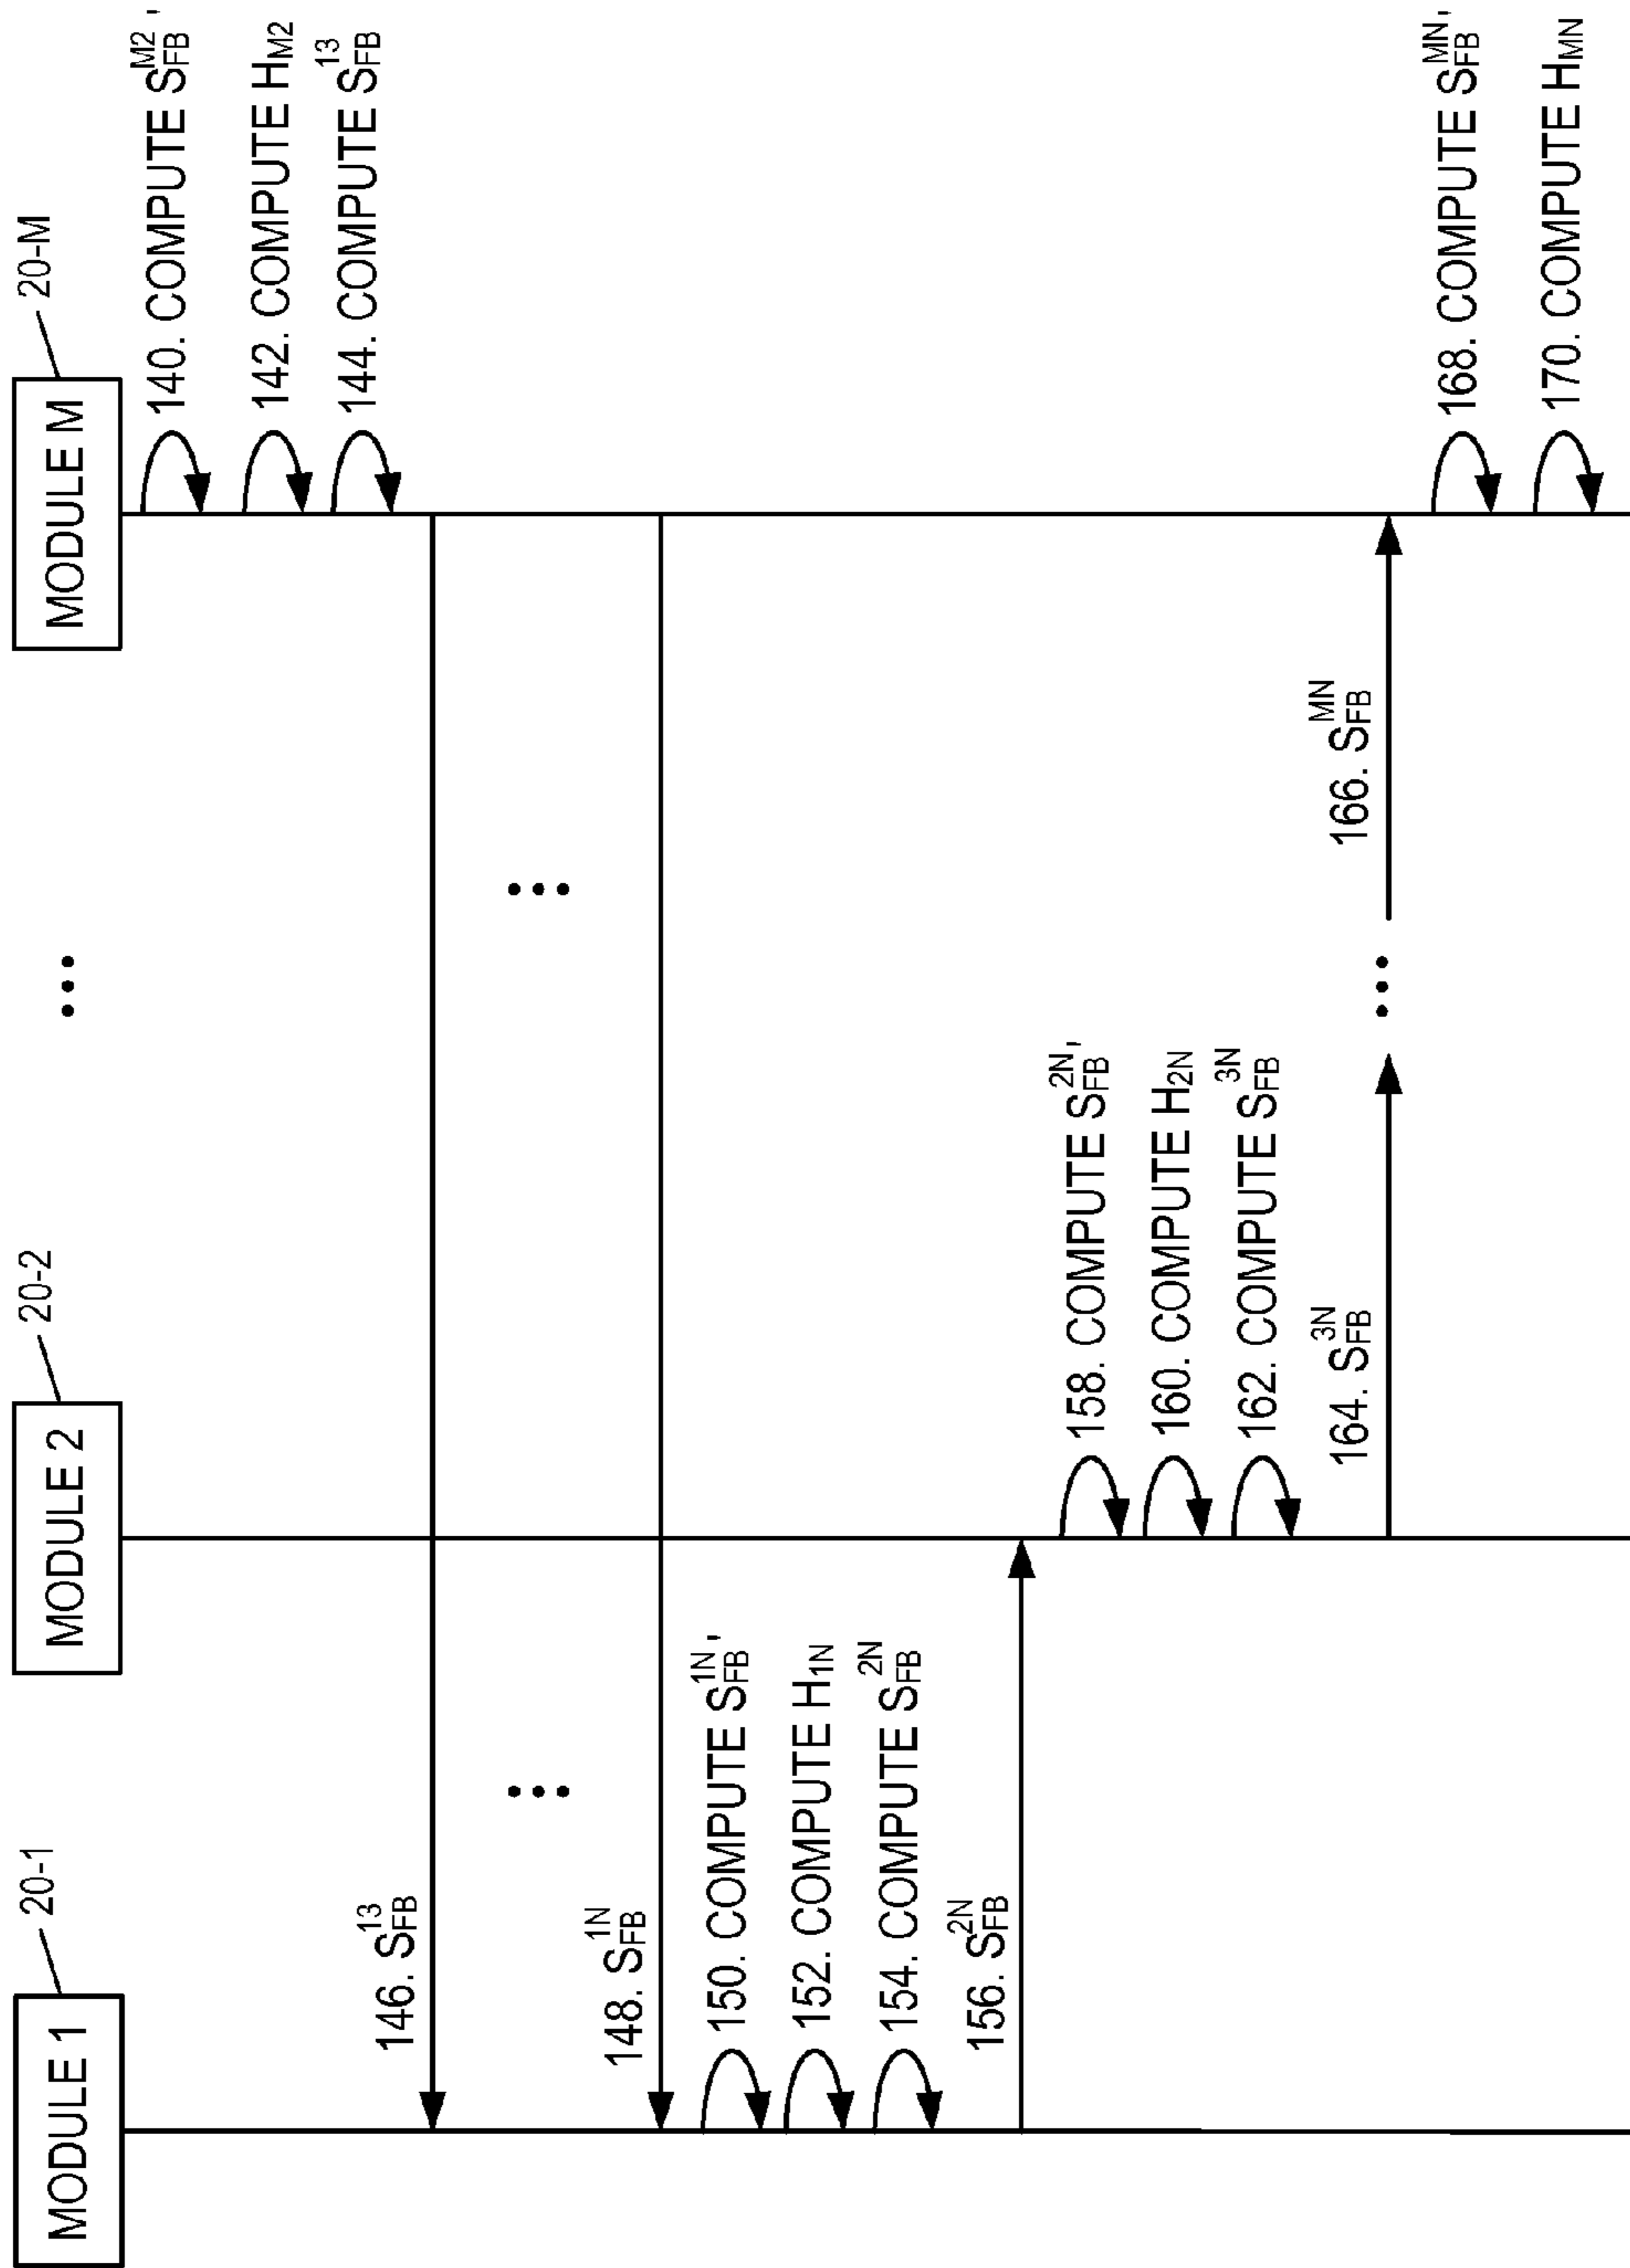 MODULE 1
20-1
MODULE 2
20-2
...
MODULE M
20-M
140. COMPUTE S_FB^M2'
142. COMPUTE H_M2
144. COMPUTE S_FB^13
146. S_FB^13
...
...
148. S_FB^1N
150. COMPUTE S_FB^1N'
152. COMPUTE H_1N
154. COMPUTE S_FB^2N
156. S_FB^2N
158. COMPUTE S_FB^2N'
160. COMPUTE H_2N
162. COMPUTE S_FB^3N
164. S_FB^3N
...
166. S_FB^MN
168. COMPUTE S_FB^MN'
170. COMPUTE H_MN